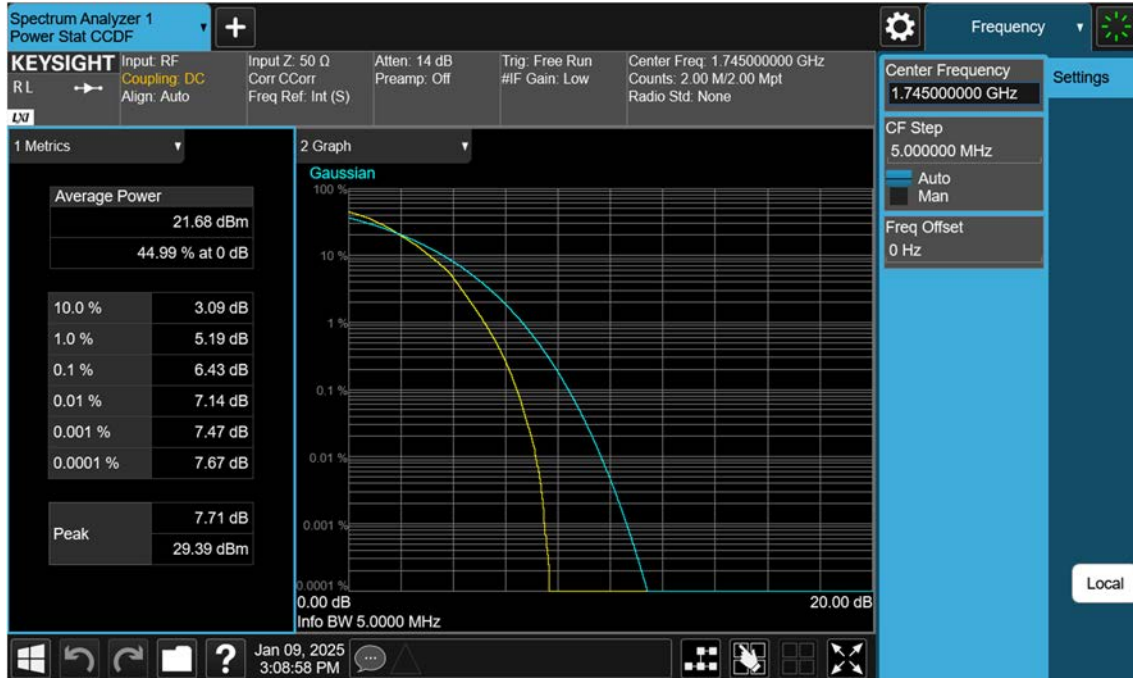 Spectrum Analyzer 1
Power Stat CCDF
Frequency
KEYSIGHT
R L
LXI
Input: RF
Coupling: DC
Align: Auto
Input Z: 50 Ω
Corr CCorr
Freq Ref: Int (S)
Atten: 14 dB
Preamp: Off
Trig: Free Run
#IF Gain: Low
Center Freq: 1.745000000 GHz
Counts: 2.00 M/2.00 Mpt
Radio Std: None
Center Frequency
1.745000000 GHz
Settings
CF Step
5.000000 MHz
Auto
Man
Freq Offset
0 Hz
Local
1 Metrics
Average Power
21.68 dBm
44.99 % at 0 dB
10.0 % 3.09 dB
1.0 % 5.19 dB
0.1 % 6.43 dB
0.01 % 7.14 dB
0.001 % 7.47 dB
0.0001 % 7.67 dB
Peak
7.71 dB
29.39 dBm
2 Graph
Gaussian
100 %
10 %
1 %
0.1 %
0.01 %
0.001 %
0.0001 %
0.00 dB 20.00 dB
Info BW 5.0000 MHz
?
Jan 09, 2025
3:08:58 PM